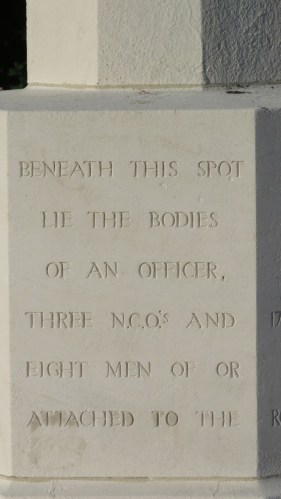 BENEATH THIS SPOT
LIE THE BODIES
OF AN OFFICER,
THREE N.C.O'.S AND
EIGHT MEN OF OR
ATTACHED TO THE